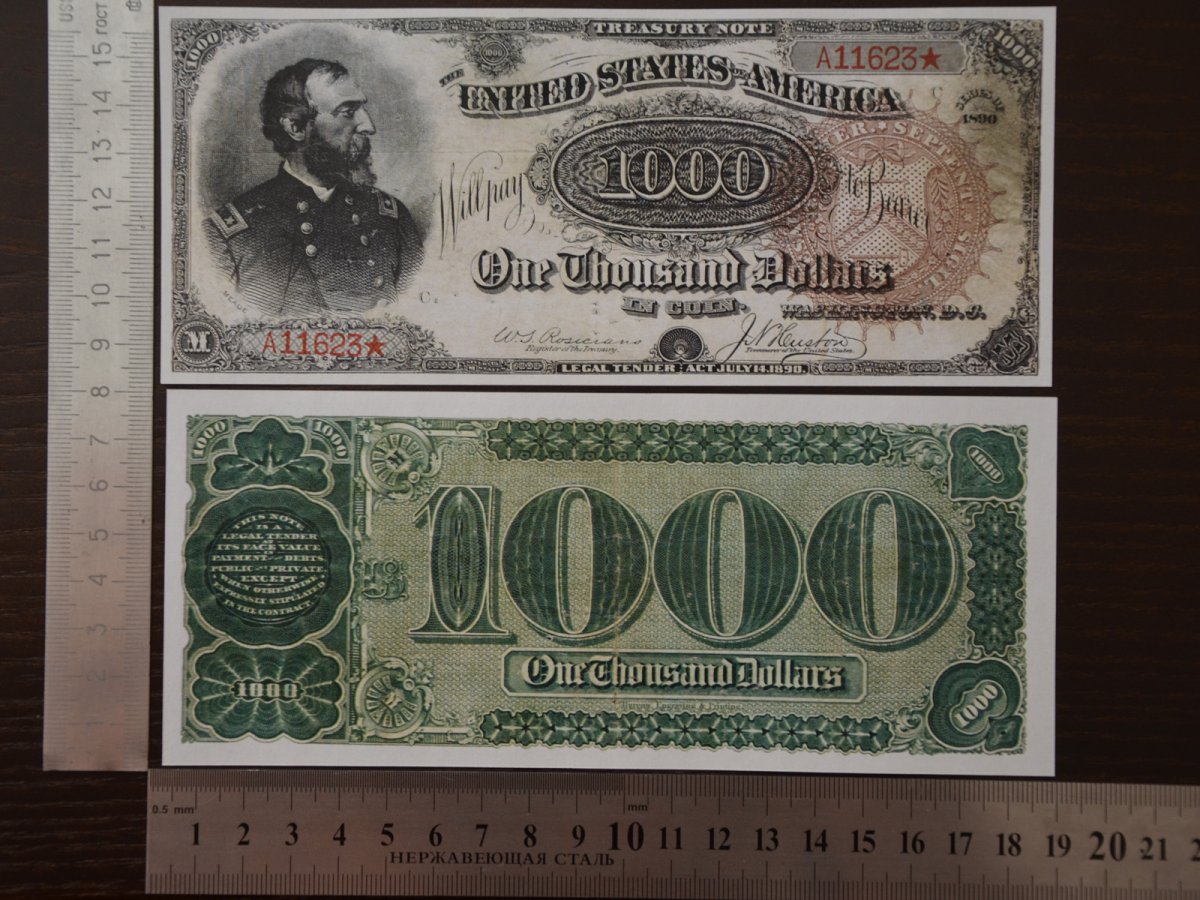 1000
TREASURY NOTE
A11623★
1000
THE
UNITED STATES OF AMERICA
SERIES OF
1890
1000
Will pay
to Bearer
One Thousand Dollars
IN COIN.
WASHINGTON, D.C.
MEADE
M
A11623★
W.S. Rosecrans
Register of the Treasury.
J.N. Huston
Treasurer of the United States.
LEGAL TENDER ACT JULY 14, 1890.
1000
1000
1000
THIS NOTE
IS A
LEGAL TENDER
AT
ITS FACE VALUE
IN
PAYMENT OF ALL DEBTS
PUBLIC AND PRIVATE,
EXCEPT
WHEN OTHERWISE
EXPRESSLY STIPULATED
IN THE CONTRACT.
1000
1000
One Thousand Dollars
1000
1000
ГОСТ
15
14
13
12
11
10
9
8
7
6
5
4
3
2
1
0.5 mm
mm
1 2 3 4 5 6 7 8 9 10 11 12 13 14 15 16 17 18 19 20 21
НЕРЖАВЕЮЩАЯ СТАЛЬ